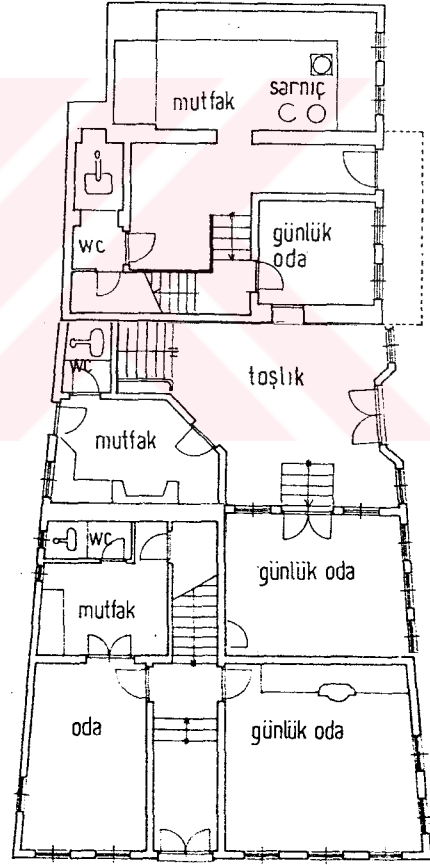 mutfak
sarnıç
wc
günlük
oda
wc
toşlık
mutfak
wc
günlük oda
mutfak
oda
günlük oda